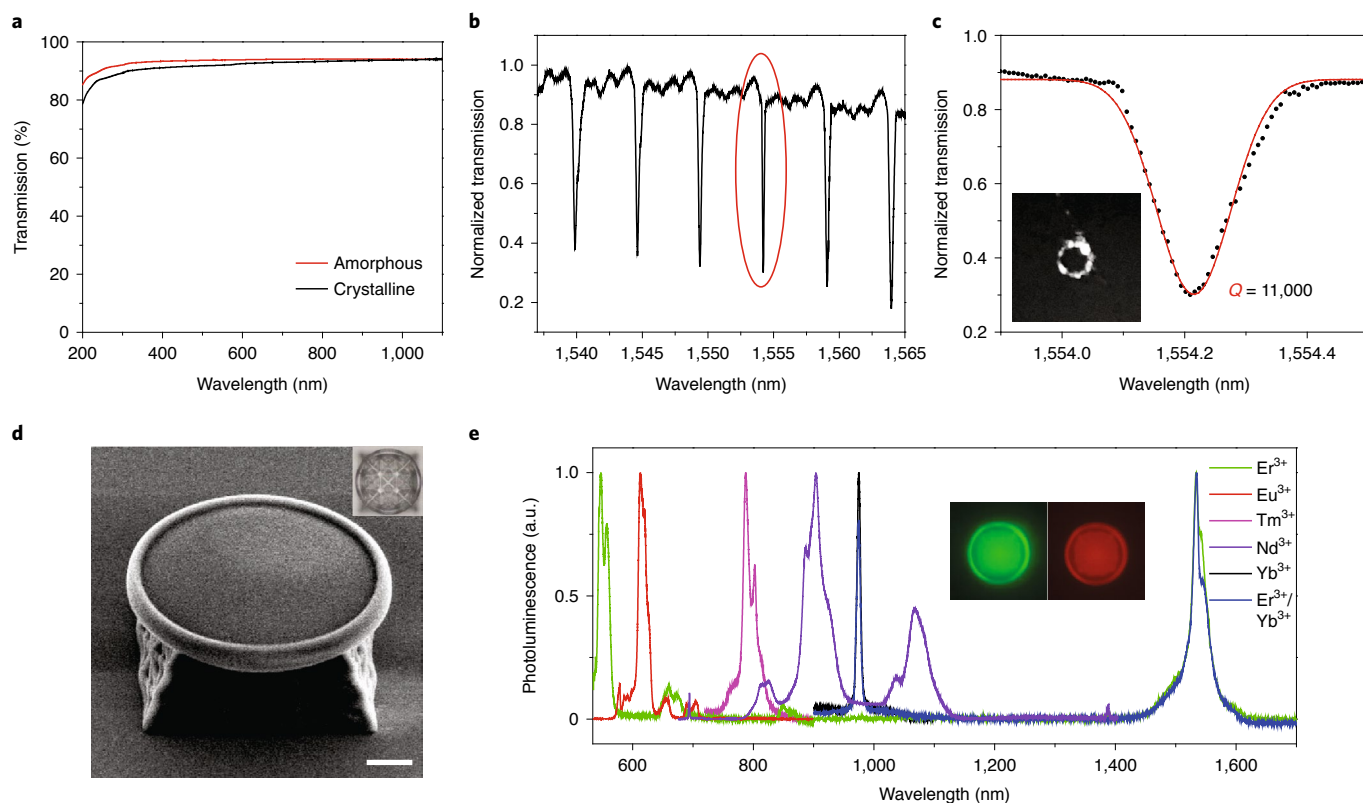 a
100
80
60
40
20
0
Transmission (%)
Amorphous
Crystalline
200
400
600
800
1,000
Wavelength (nm)
b
1.0
0.8
0.6
0.4
0.2
Normalized transmission
1,540
1,545
1,550
1,555
1,560
1,565
Wavelength (nm)
c
1.0
0.8
0.6
0.4
0.2
Normalized transmission
Q = 11,000
1,554.0
1,554.2
1,554.4
Wavelength (nm)
d
e
1.0
0.5
0
Photoluminescence (a.u.)
Er³⁺
Eu³⁺
Tm³⁺
Nd³⁺
Yb³⁺
Er³⁺/
Yb³⁺
600
800
1,000
1,200
1,400
1,600
Wavelength (nm)